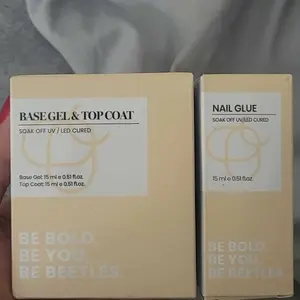 BASE GEL & TOP COAT
SOAK OFF UV / LED CURED
Base Gel: 15 ml e 0.51 fl.oz.
Top Coat: 15 ml e 0.51 fl.oz.
BE BOLD.
BE YOU.
BE BEETLES.
NAIL GLUE
SOAK OFF UV/LED CURED
15 ml e 0.51 fl.oz.
BE BOLD.
BE YOU.
BE BEETLES.